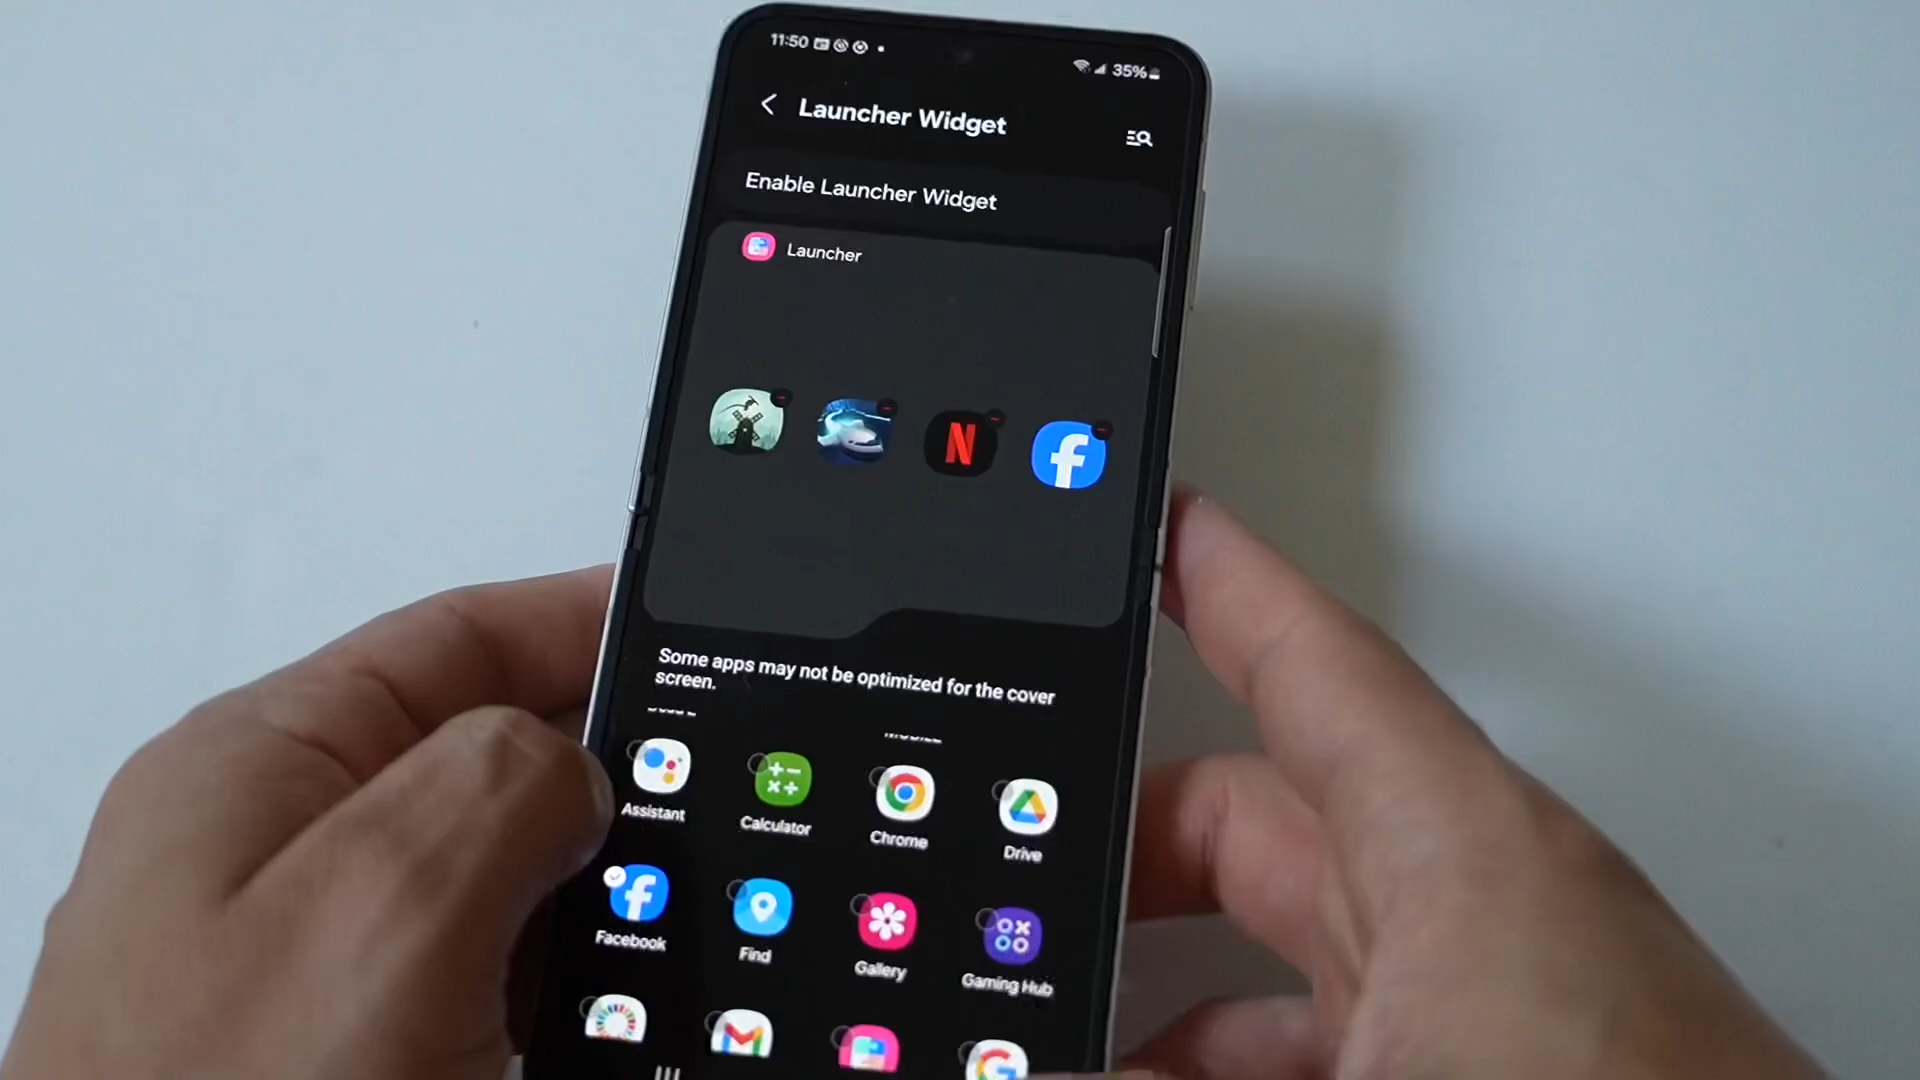 11:50
35%
Launcher Widget
Enable Launcher Widget
Launcher
N
f
Some apps may not be optimized for the cover
screen.
Assistant
Calculator
Chrome
Drive
f
Facebook
Find
Gallery
Gaming Hub